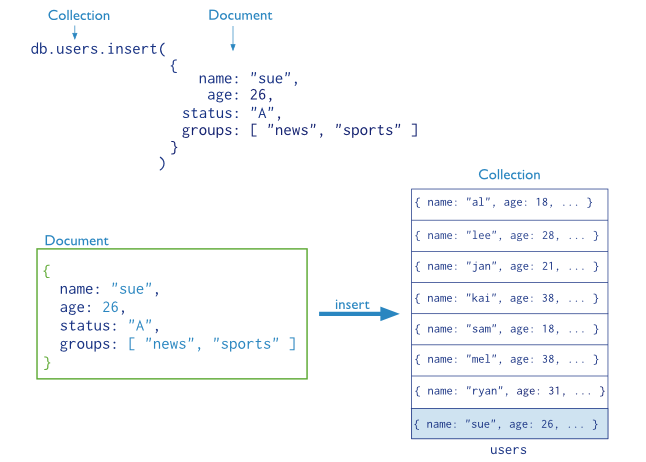 Collection
Document
db.users.insert(
{
name: "sue",
age: 26,
status: "A",
groups: [ "news", "sports" ]
}
)
Document
{
name: "sue",
age: 26,
status: "A",
groups: [ "news", "sports" ]
}
insert
Collection
{ name: "al", age: 18, ... }
{ name: "lee", age: 28, ... }
{ name: "jan", age: 21, ... }
{ name: "kai", age: 38, ... }
{ name: "sam", age: 18, ... }
{ name: "mel", age: 38, ... }
{ name: "ryan", age: 31, ... }
{ name: "sue", age: 26, ... }
users